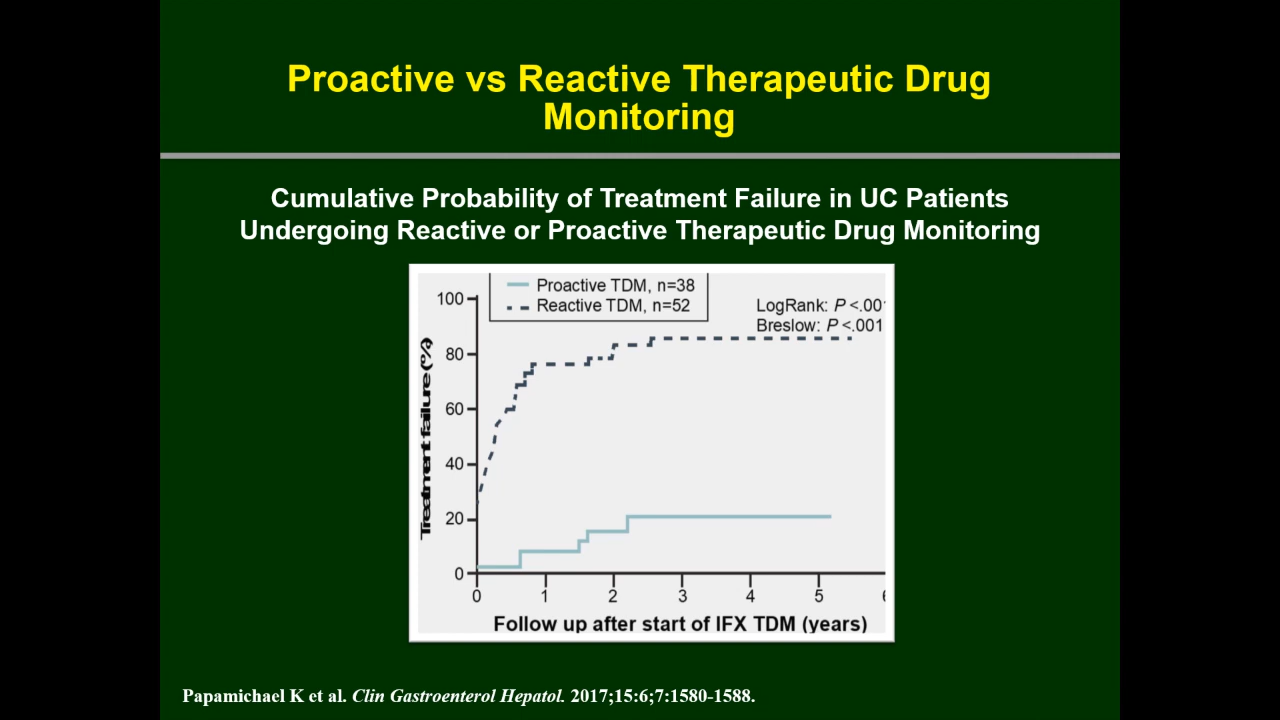 Proactive vs Reactive Therapeutic Drug
Monitoring
Cumulative Probability of Treatment Failure in UC Patients
Undergoing Reactive or Proactive Therapeutic Drug Monitoring
Proactive TDM, n=38
Reactive TDM, n=52
LogRank: P <.00
Breslow: P <.001
Treatment failure (%)
100
80
60
40
20
0
0 1 2 3 4 5
Follow up after start of IFX TDM (years)
Papamichael K et al. Clin Gastroenterol Hepatol. 2017;15:6;7:1580-1588.